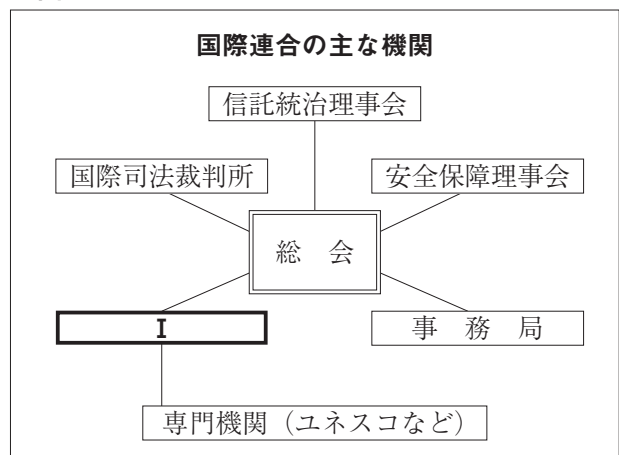 国際連合の主な機関
信託統治理事会
国際司法裁判所
安全保障理事会
総　会
I
事　務　局
専門機関（ユネスコなど）